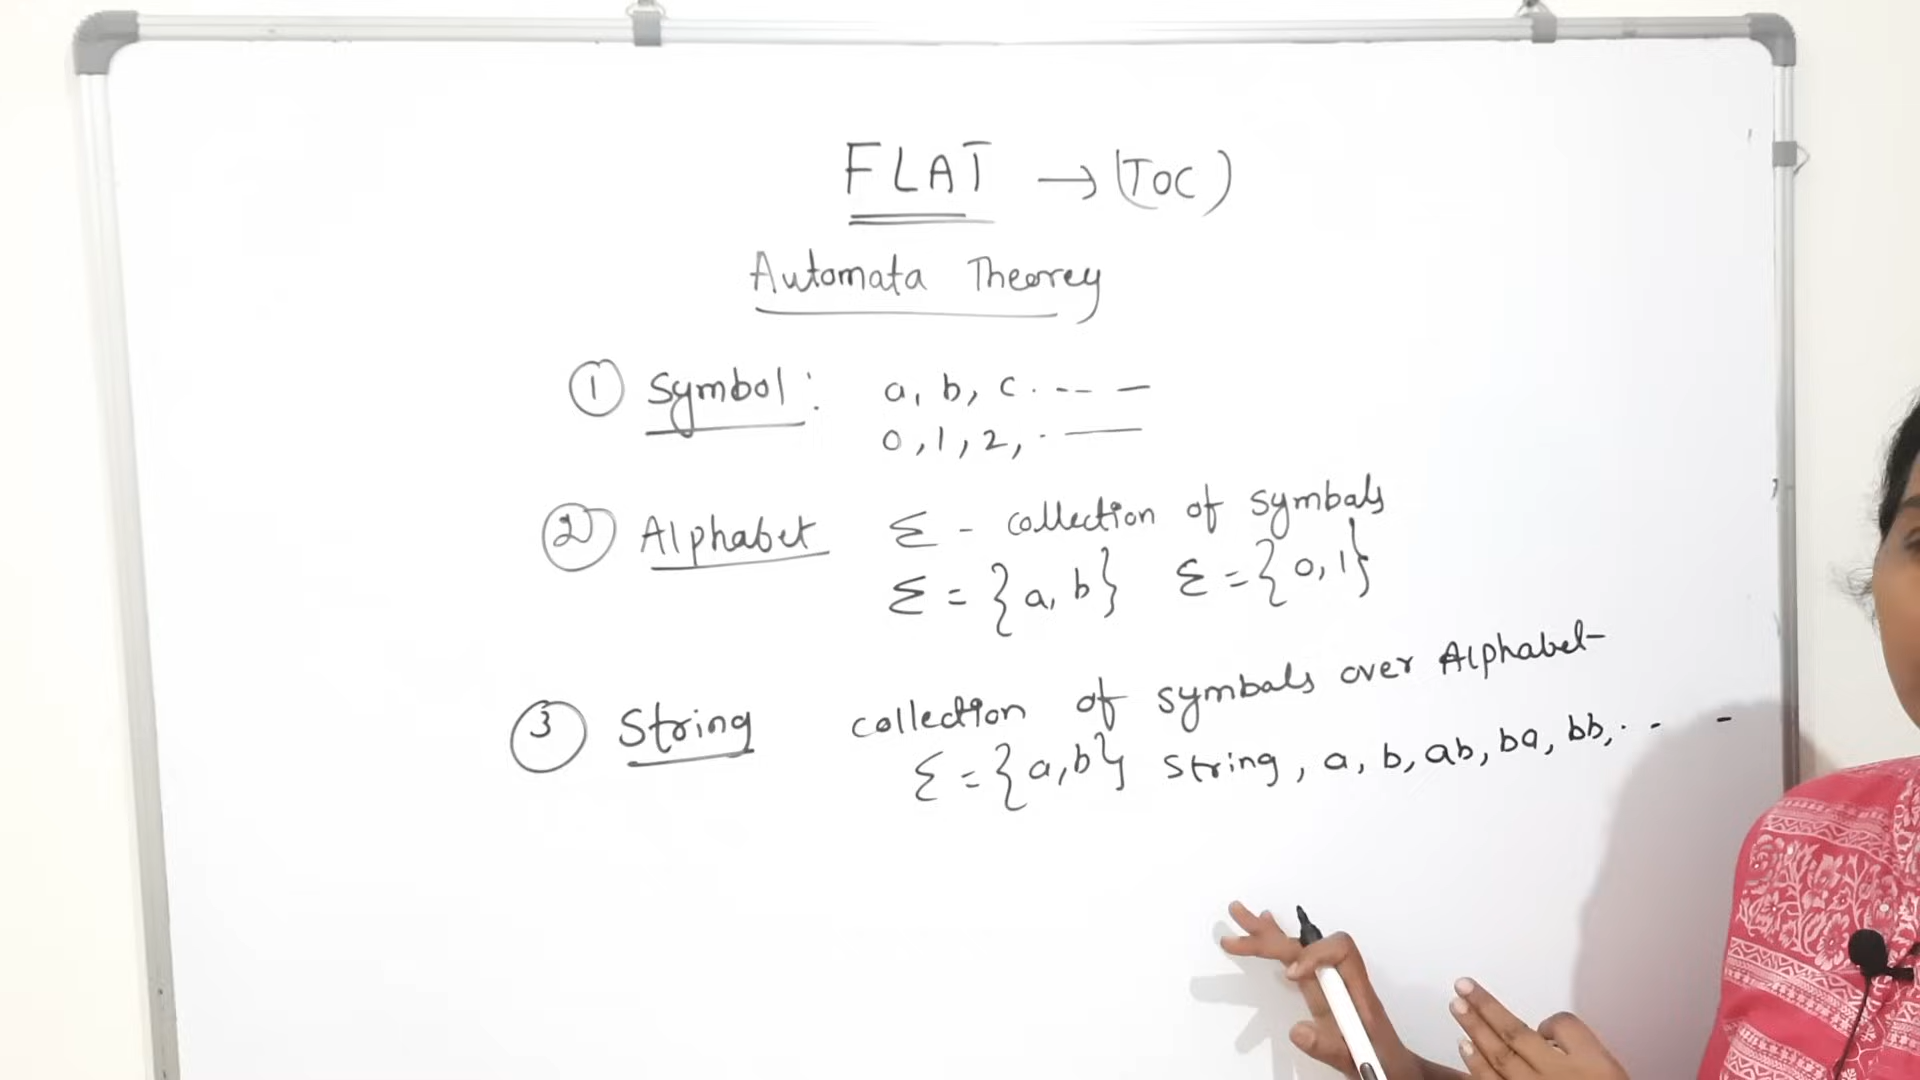 FLAT → (TOC)
Automata Theorey
① Symbol: a, b, c. -- —
0, 1, 2, . —
② Alphabet Σ - collection of symbals
Σ = {a, b} Σ = {0, 1}
③ String collection of symbals over Alphabet
Σ = {a, b} string, a, b, ab, ba, bb, . . - -